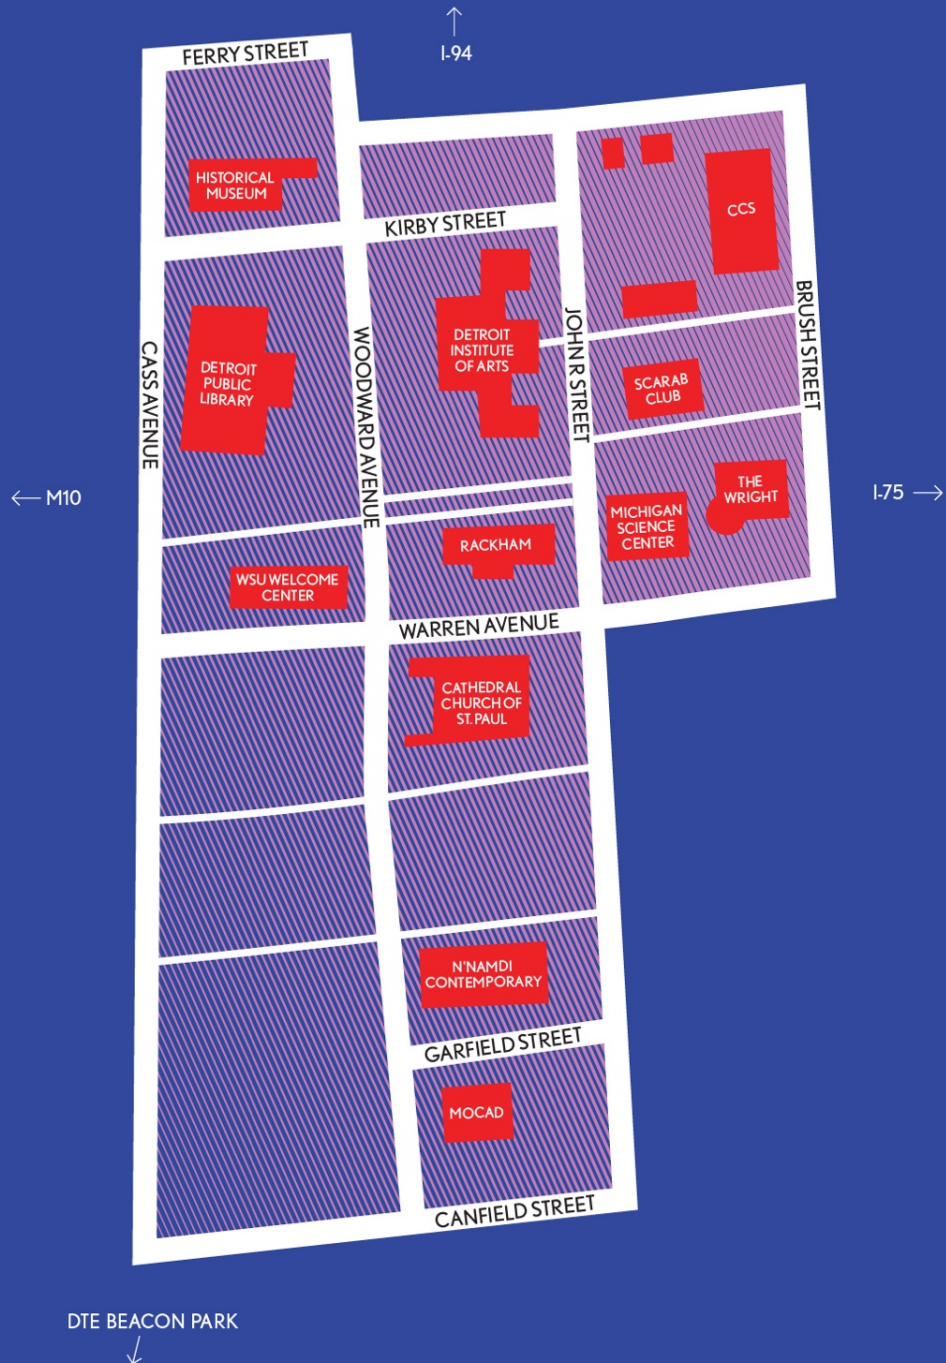 I-94
FERRY STREET
HISTORICAL
MUSEUM
CCS
KIRBY STREET
BRUSH STREET
JOHN R STREET
WOODWARD AVENUE
CASS AVENUE
DETROIT
INSTITUTE
OF ARTS
DETROIT
PUBLIC
LIBRARY
SCARAB
CLUB
M10
I-75
THE
WRIGHT
MICHIGAN
SCIENCE
CENTER
RACKHAM
WSU WELCOME
CENTER
WARREN AVENUE
CATHEDRAL
CHURCH OF
ST. PAUL
N'NAMDI
CONTEMPORARY
GARFIELD STREET
MOCAD
CANFIELD STREET
DTE BEACON PARK